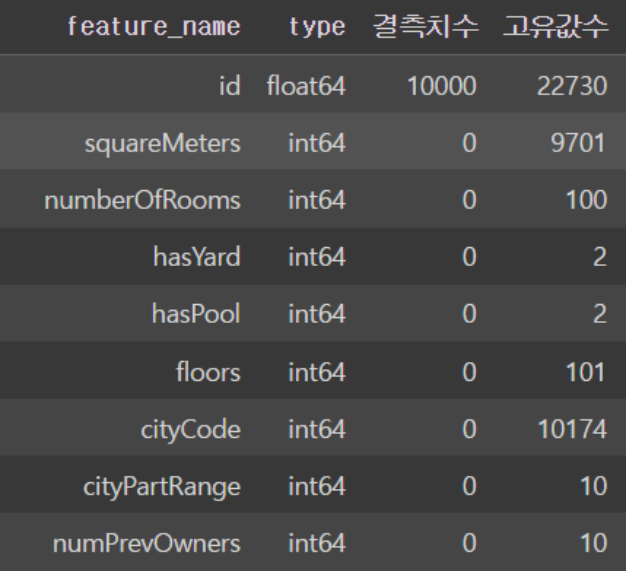 feature_name type 결측치수 고유값수
id float64 10000 22730
squareMeters int64 0 9701
numberOfRooms int64 0 100
hasYard int64 0 2
hasPool int64 0 2
floors int64 0 101
cityCode int64 0 10174
cityPartRange int64 0 10
numPrevOwners int64 0 10